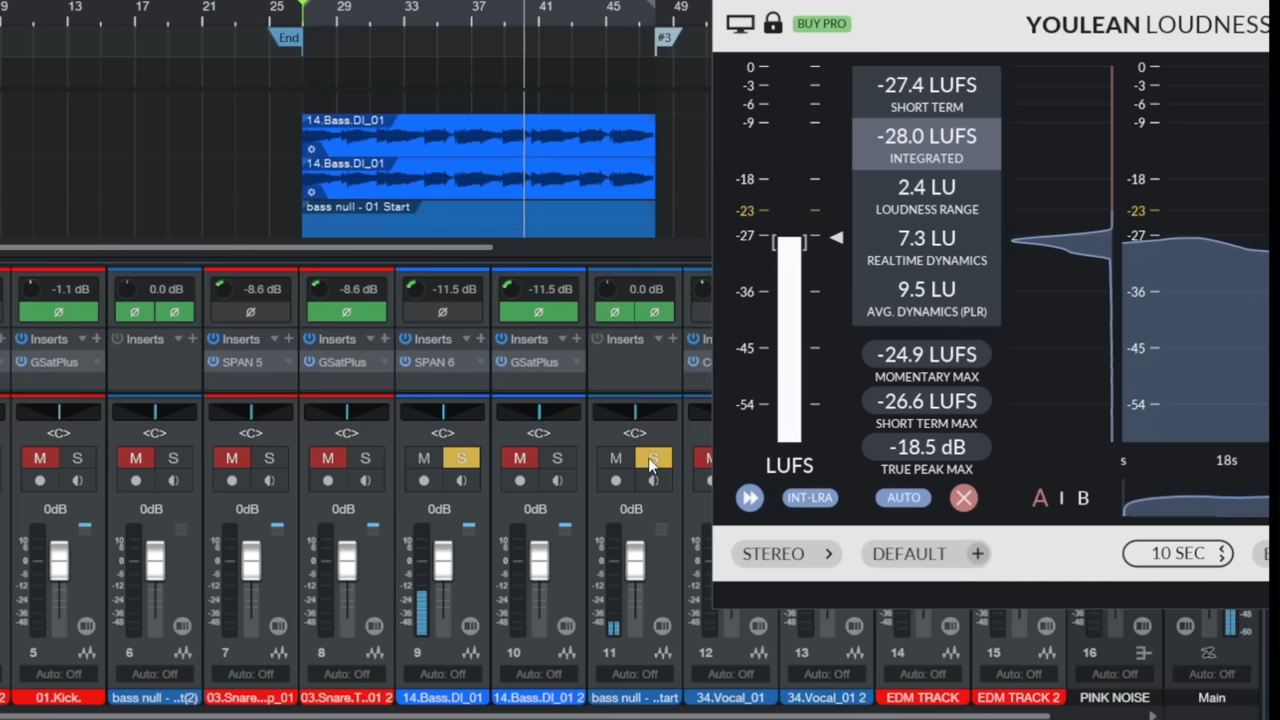 9 13 17 21 25 29 33 37 41 45 49
End #3
14.Bass.DI_01
14.Bass.DI_01
bass null - 01 Start
BUY PRO YOULEAN LOUDNESS
0 -3 -6 -9 -18 -23 -27 -36 -45 -54
LUFS
-27.4 LUFS
SHORT TERM
-28.0 LUFS
INTEGRATED
2.4 LU
LOUDNESS RANGE
7.3 LU
REALTIME DYNAMICS
9.5 LU
AVG. DYNAMICS (PLR)
-24.9 LUFS
MOMENTARY MAX
-26.6 LUFS
SHORT TERM MAX
-18.5 dB
TRUE PEAK MAX
INT-LRA AUTO
0 -3 -6 -9 -18 -23 -27 -36 -45 -54
s 18s
A I B
STEREO DEFAULT + 10 SEC
-1.1 dB 0.0 dB -8.6 dB -8.6 dB -11.5 dB -11.5 dB 0.0 dB
Ø Ø Ø Ø Ø Ø Ø Ø Ø
Inserts Inserts Inserts Inserts Inserts Inserts Inserts
GSatPlus SPAN 5 GSatPlus SPAN 6 GSatPlus
<C> <C> <C> <C> <C> <C> <C>
M S M S M S M S M S M S M S M
0dB 0dB 0dB 0dB 0dB 0dB 0dB
5 6 7 8 9 10 11 12 13 14 15 16
Auto: Off Auto: Off Auto: Off Auto: Off Auto: Off Auto: Off Auto: Off Auto: Off Auto: Off Auto: Off Auto: Off Auto: Off Auto: Off
2 01.Kick. bass null - ..t(2) 03.Snare...p_01 03.Snare.T..01 2 14.Bass.DI_01 14.Bass.DI_01 2 bass null - ..tart 34.Vocal_01 34.Vocal_01 2 EDM TRACK EDM TRACK 2 PINK NOISE Main